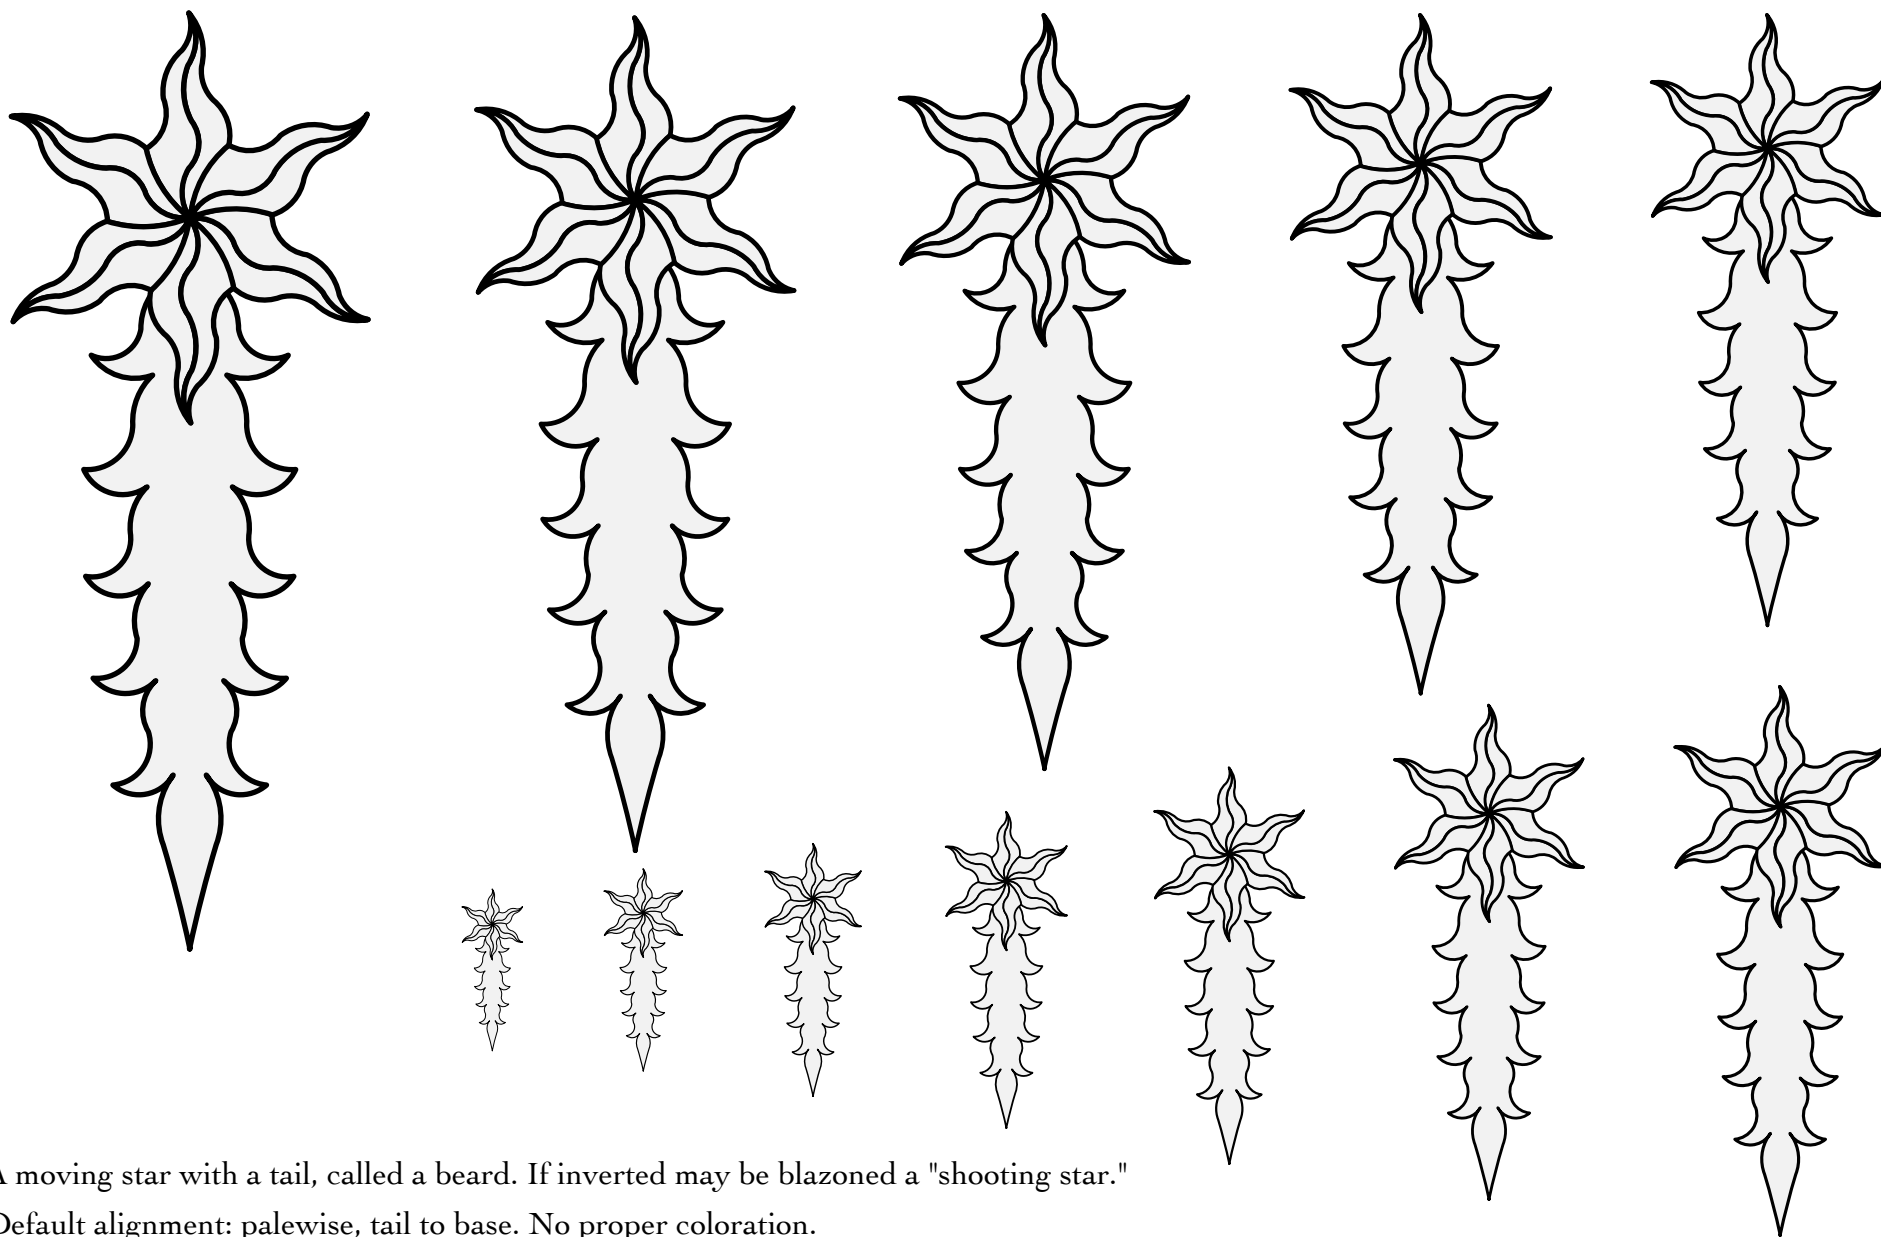 A moving star with a tail, called a beard. If inverted may be blazoned a "shooting star."
Default alignment: palewise, tail to base. No proper coloration.